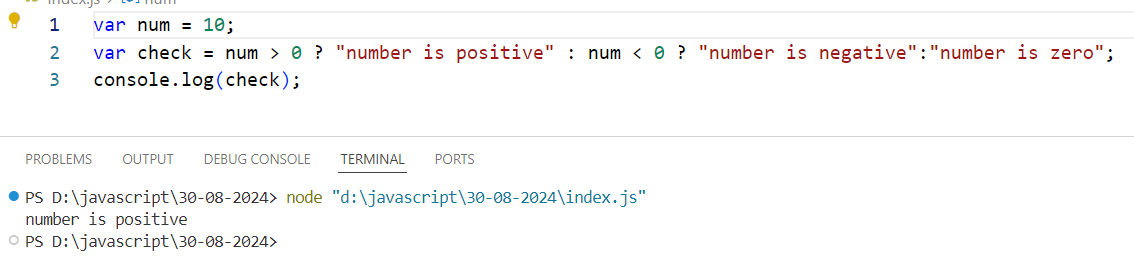 index.js > num
1 var num = 10;
2 var check = num > 0 ? "number is positive" : num < 0 ? "number is negative":"number is zero";
3 console.log(check);
PROBLEMS OUTPUT DEBUG CONSOLE TERMINAL PORTS
PS D:\javascript\30-08-2024> node "d:\javascript\30-08-2024\index.js"
number is positive
PS D:\javascript\30-08-2024>